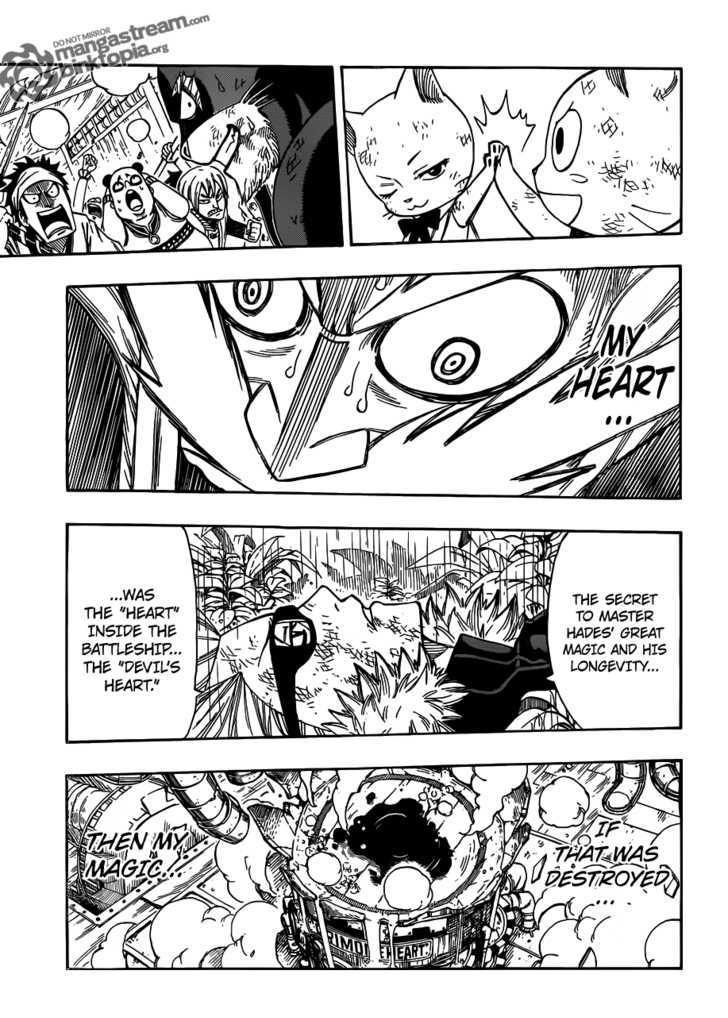 DO NOT MIRROR
mangastream.com
pinktopia.org
MY
HEART
...
THE SECRET
TO MASTER
HADES' GREAT
MAGIC AND HIS
LONGEVITY...
...WAS
THE "HEART"
INSIDE THE
BATTLESHIP...
THE "DEVIL'S
HEART."
IF
THAT WAS
DESTROYED
...
THEN MY
MAGIC...
HEART.